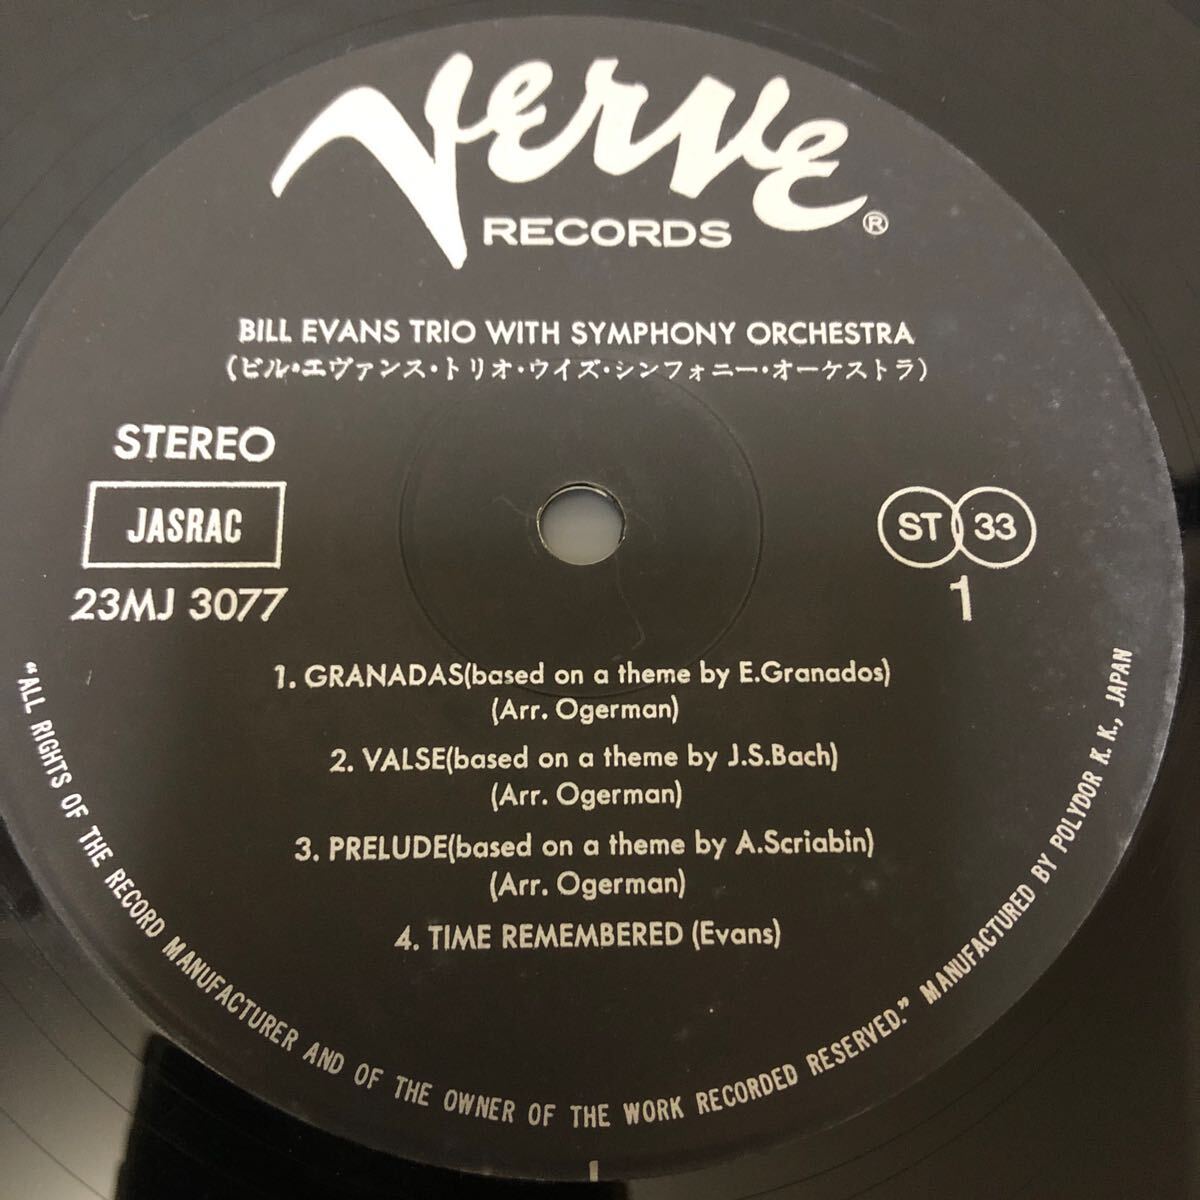 Verve
RECORDS ®
BILL EVANS TRIO WITH SYMPHONY ORCHESTRA
(ビル・エヴァンス・トリオ・ウイズ・シンフォニー・オーケストラ)
STEREO
JASRAC
23MJ 3077
ST 33
1
1. GRANADAS(based on a theme by E.Granados)
(Arr. Ogerman)
2. VALSE(based on a theme by J.S.Bach)
(Arr. Ogerman)
3. PRELUDE(based on a theme by A.Scriabin)
(Arr. Ogerman)
4. TIME REMEMBERED (Evans)
"ALL RIGHTS OF THE RECORD MANUFACTURER AND OF THE OWNER OF THE WORK RECORDED RESERVED." MANUFACTURED BY POLYDOR K. K., JAPAN